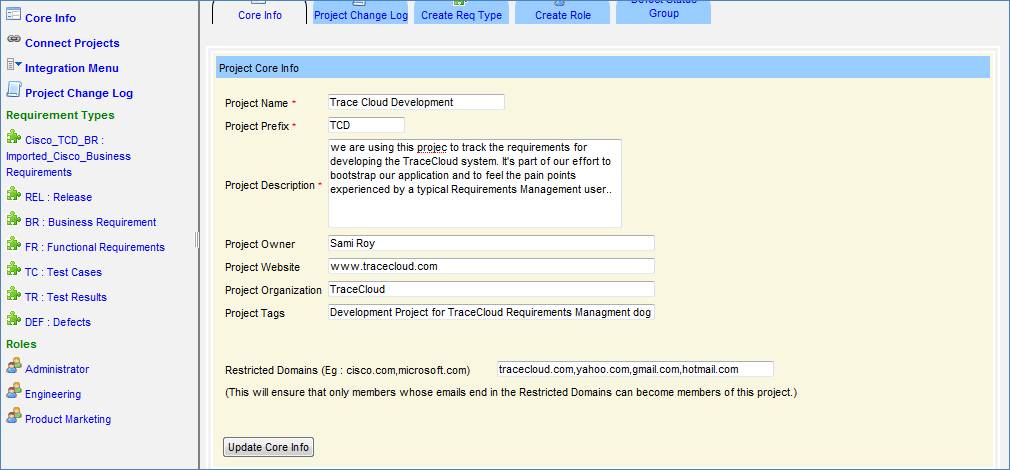 Core Info
Connect Projects
Integration Menu
Project Change Log
Requirement Types
Cisco_TCD_BR :
Imported_Cisco_Business
Requirements
REL : Release
BR : Business Requirement
FR : Functional Requirements
TC : Test Cases
TR : Test Results
DEF : Defects
Roles
Administrator
Engineering
Product Marketing
Core Info
Project Change Log
Create Req Type
Create Role
Defect Status
Group
Project Core Info
Project Name * Trace Cloud Development
Project Prefix * TCD
Project Description *
we are using this projec to track the requirements for
developing the TraceCloud system. It's part of our effort to
bootstrap our application and to feel the pain points
experienced by a typical Requirements Management user..
Project Owner Sami Roy
Project Website www.tracecloud.com
Project Organization TraceCloud
Project Tags Development Project for TraceCloud Requirements Managment dog
Restricted Domains (Eg : cisco.com,microsoft.com) tracecloud.com,yahoo.com,gmail.com,hotmail.com
(This will ensure that only members whose emails end in the Restricted Domains can become members of this project.)
Update Core Info